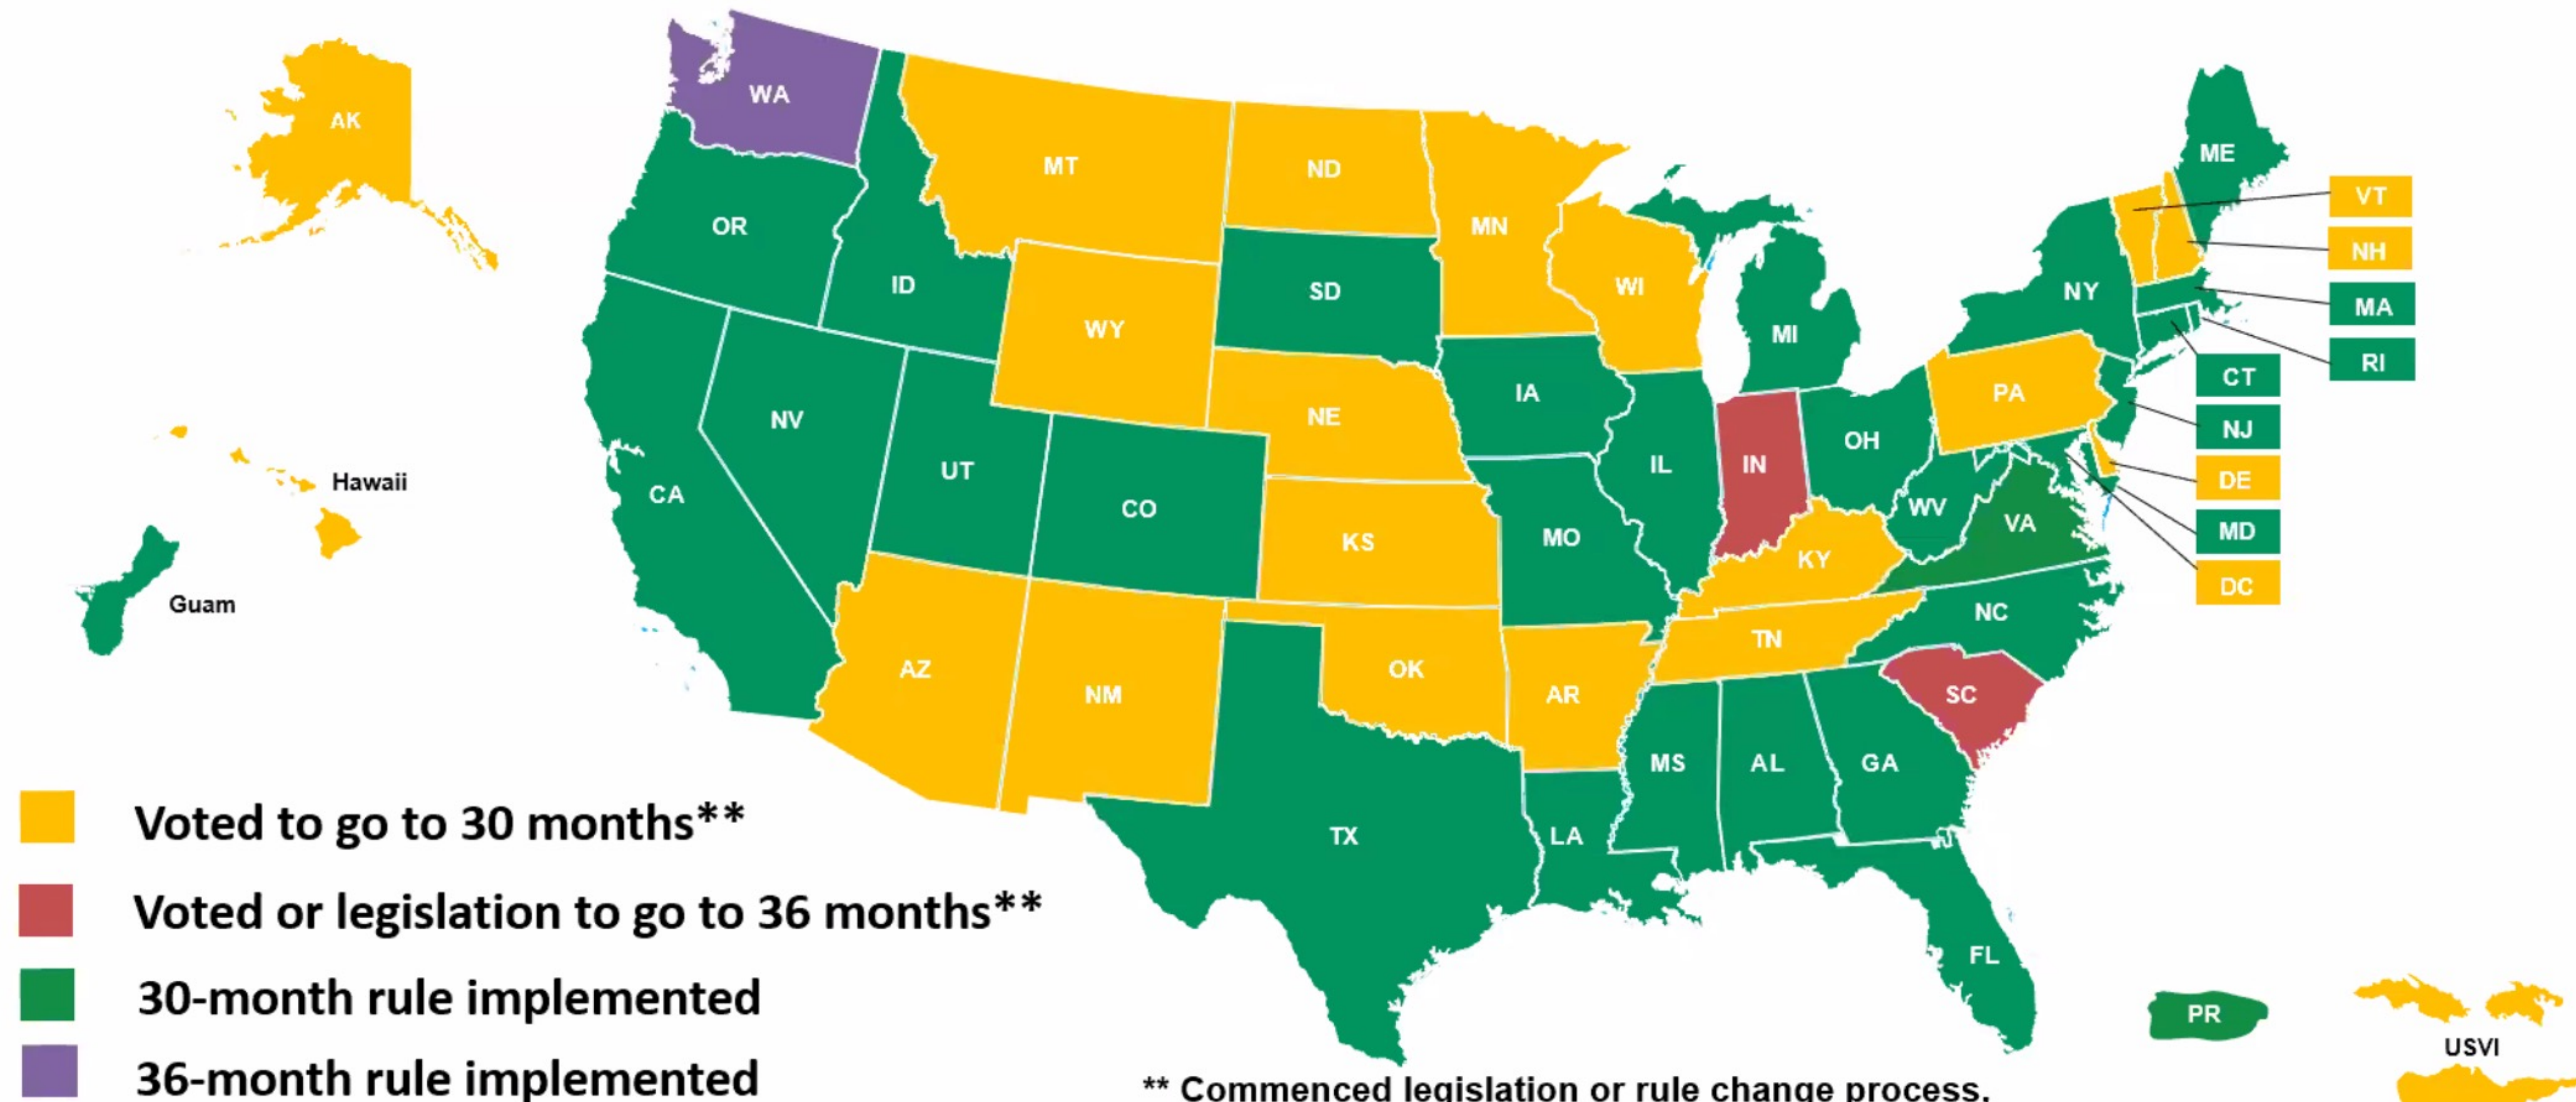 WA
AK
ME
MT
ND
VT
OR
MN
NH
ID
SD
WI
NY
MA
WY
MI
RI
CT
IA
PA
NV
NE
NJ
OH
UT
IL
IN
DE
Hawaii
CA
CO
WV
VA
MD
KS
MO
KY
DC
Guam
NC
TN
AZ
OK
NM
AR
SC
MS
AL
GA
Voted to go to 30 months**
TX
LA
Voted or legislation to go to 36 months**
FL
30-month rule implemented
PR
USVI
36-month rule implemented
** Commenced legislation or rule change process.